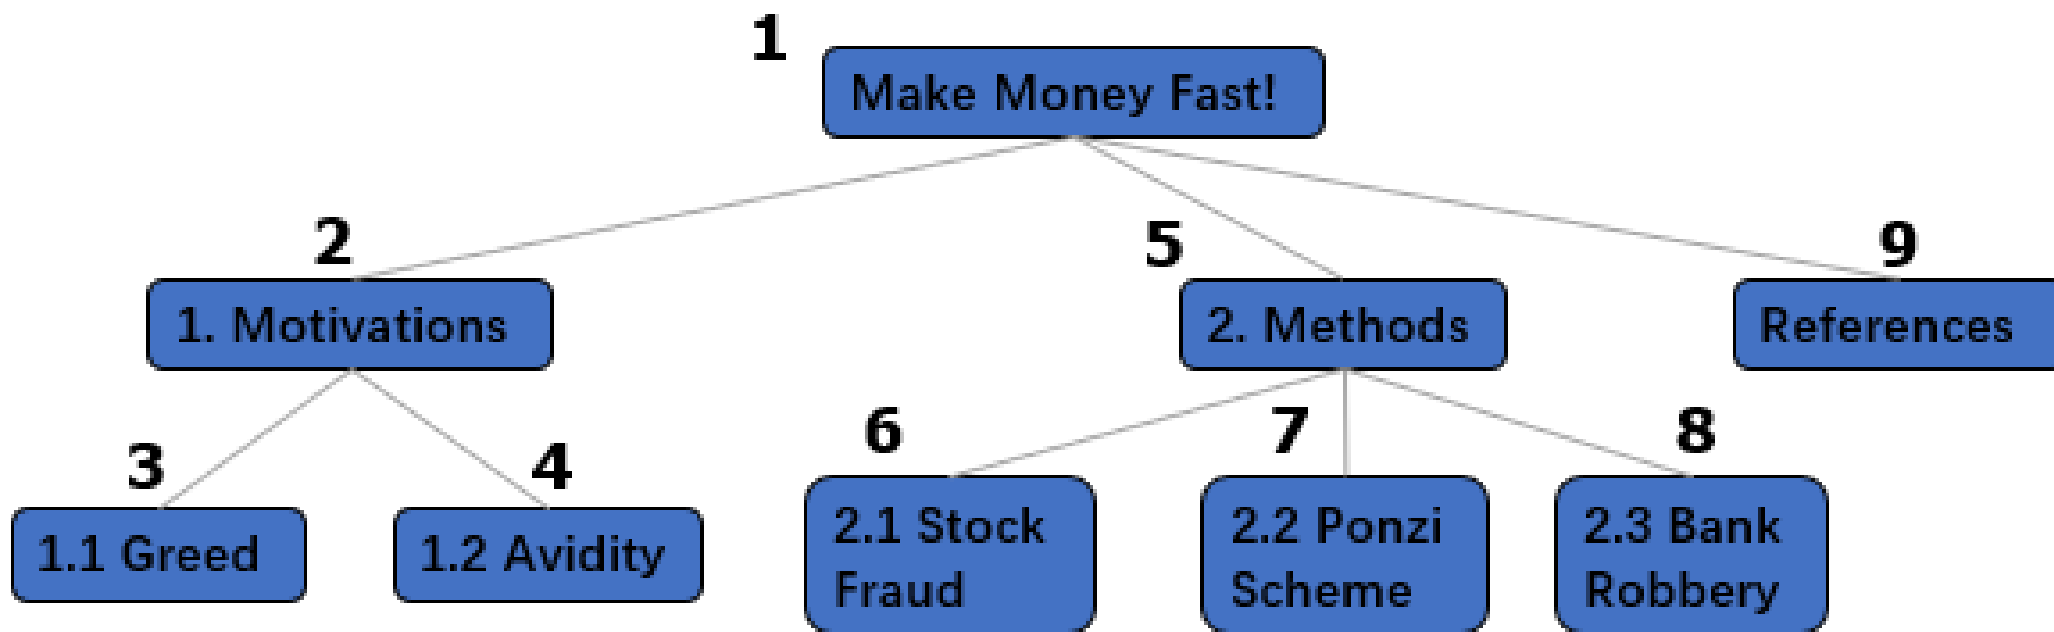 1
Make Money Fast!
2
5
9
1. Motivations
2. Methods
References
3
4
6
7
8
1.1 Greed
1.2 Avidity
2.1 Stock
Fraud
2.2 Ponzi
Scheme
2.3 Bank
Robbery